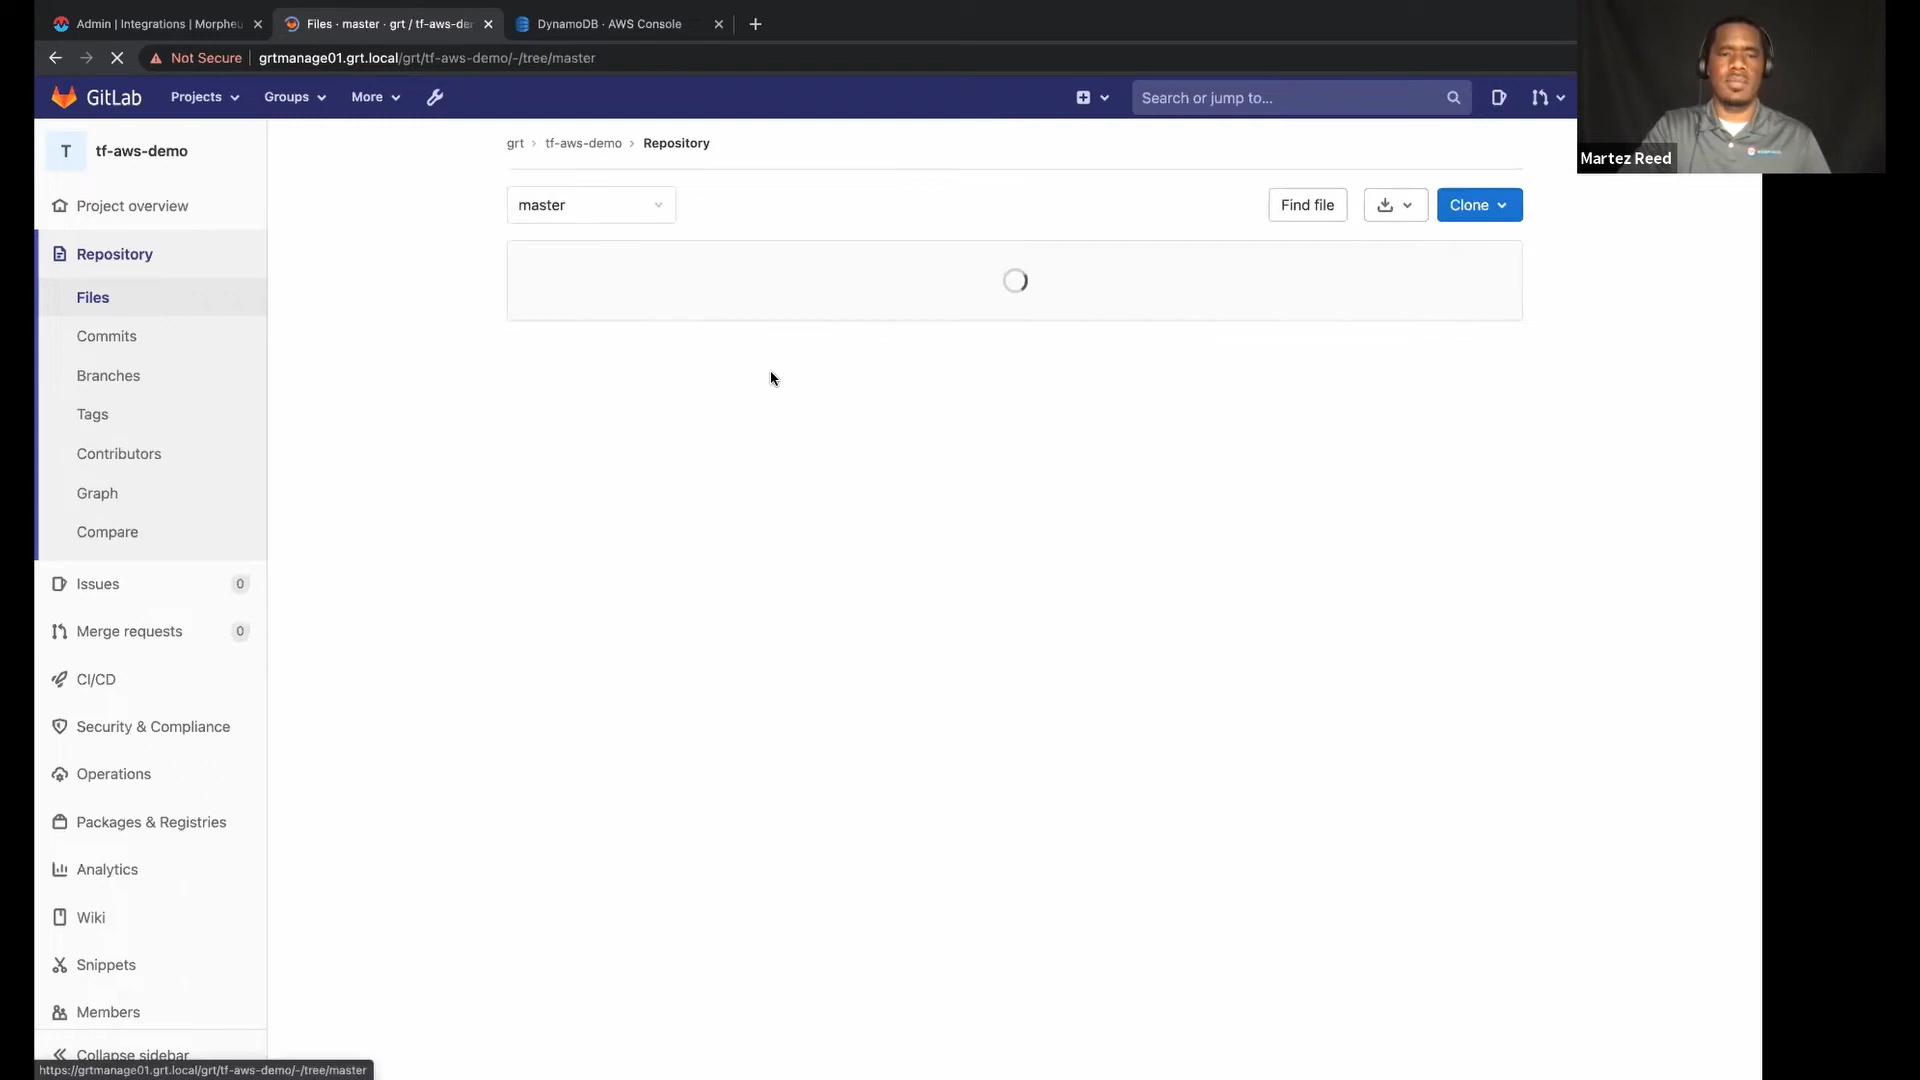 Admin | Integrations | Morpheu
Files · master · grt / tf-aws-der
DynamoDB · AWS Console
Not Secure
grtmanage01.grt.local/grt/tf-aws-demo/-/tree/master
GitLab
Projects
Groups
More
Search or jump to...
Martez Reed
T
tf-aws-demo
grt › tf-aws-demo › Repository
master
Find file
Clone
Project overview
Repository
Files
Commits
Branches
Tags
Contributors
Graph
Compare
Issues 0
Merge requests 0
CI/CD
Security & Compliance
Operations
Packages & Registries
Analytics
Wiki
Snippets
Members
Collapse sidebar
https://grtmanage01.grt.local/grt/tf-aws-demo/-/tree/master